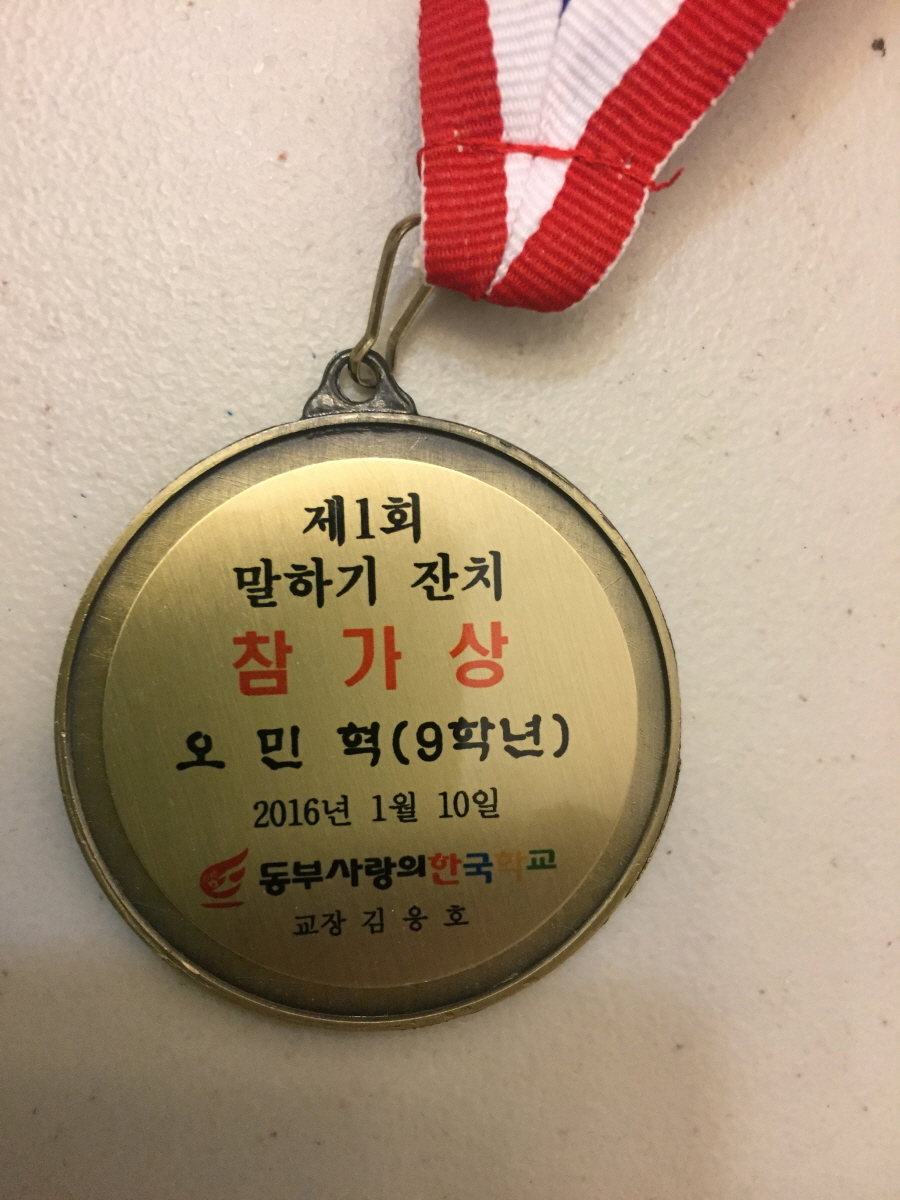 제1회
말하기 잔치
참 가 상
오 민 혁(9학년)
2016년 1월 10일
동부사랑의한국학교
교장 김 웅 호